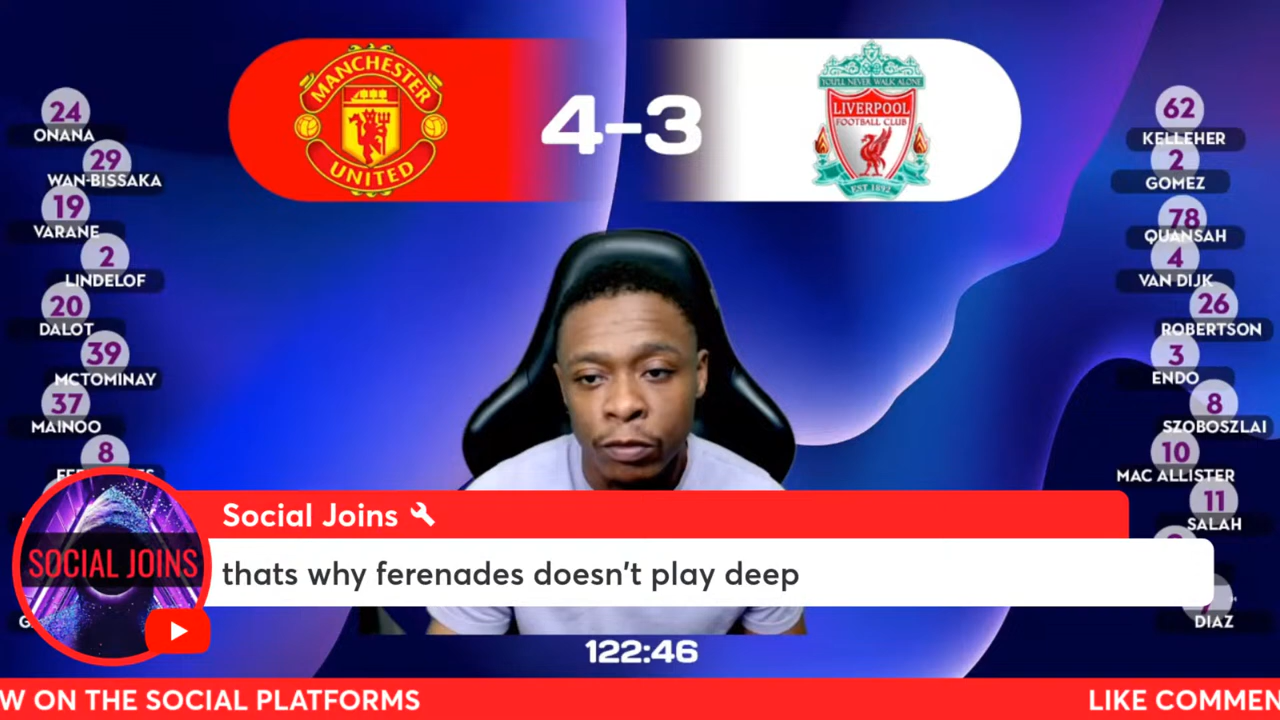 MANCHESTER
UNITED
4-3
YOU'LL NEVER WALK ALONE
LIVERPOOL
FOOTBALL CLUB
EST 1892
24
ONANA
29
WAN-BISSAKA
19
VARANE
2
LINDELOF
20
DALOT
39
MCTOMINAY
37
MAINOO
8
62
KELLEHER
2
GOMEZ
78
QUANSAH
4
VAN DIJK
26
ROBERTSON
3
ENDO
8
SZOBOSZLAI
10
MAC ALLISTER
11
SALAH
DIAZ
SOCIAL JOINS
Social Joins
thats why ferenades doesn't play deep
122:46
W ON THE SOCIAL PLATFORMS
LIKE COMMEN